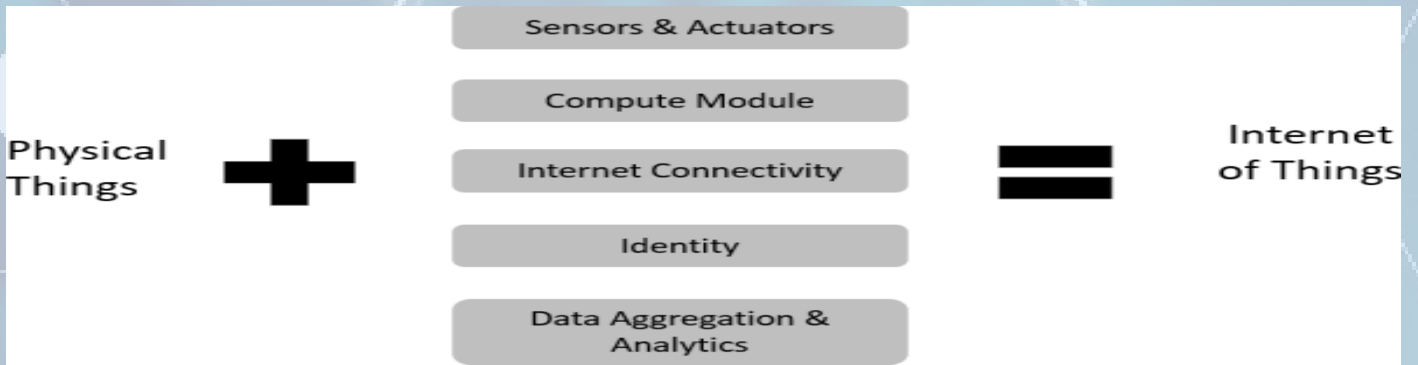 Physical
Things
Sensors & Actuators
Compute Module
Internet Connectivity
Identity
Data Aggregation &
Analytics
Internet
of Things